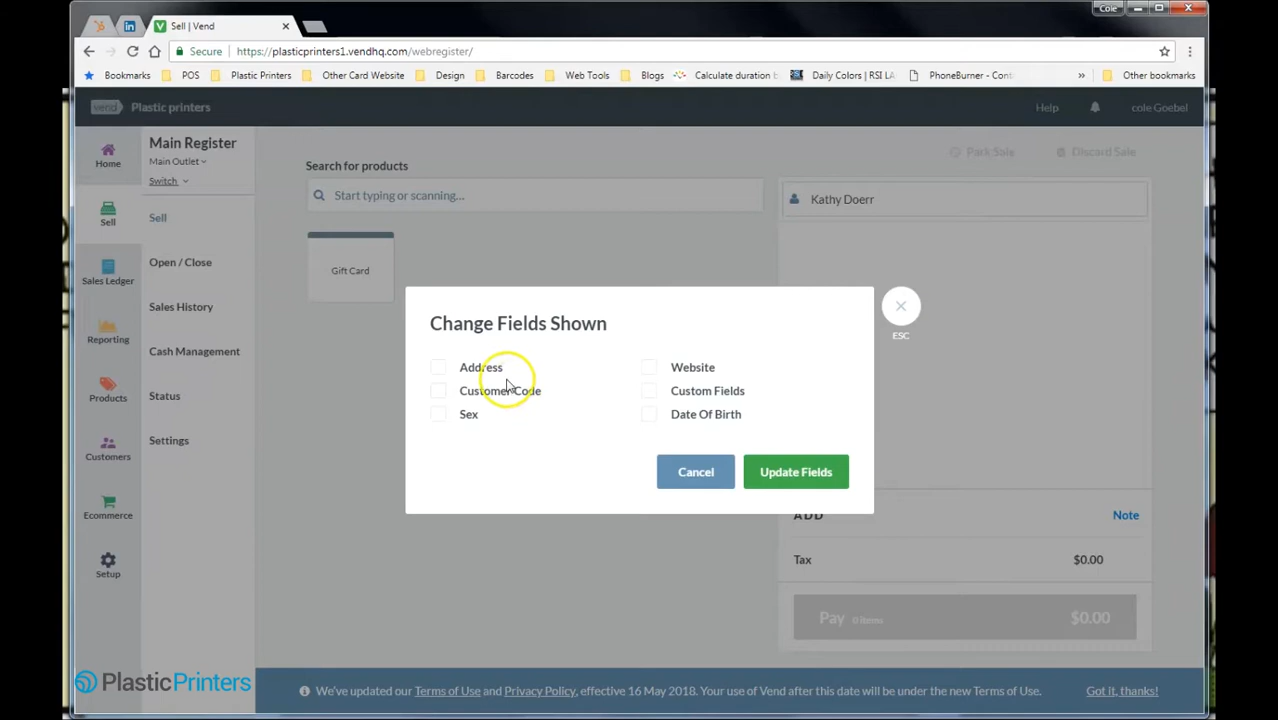 Cole
Sell | Vend
Secure
https://plasticprinters1.vendhq.com/webregister/
Bookmarks
POS
Plastic Printers
Other Card Website
Design
Barcodes
Web Tools
Blogs
Calculate duration b
Daily Colors | RSI LA
PhoneBurner - Cont
Other bookmarks
vend
Plastic printers
Help
cole Goebel
Home
Sell
Sales Ledger
Reporting
Products
Customers
Ecommerce
Setup
Main Register
Main Outlet
Switch
Sell
Open / Close
Sales History
Cash Management
Status
Settings
Search for products
Start typing or scanning...
Gift Card
Park Sale
Discard Sale
Kathy Doerr
Change Fields Shown
Address
Website
Customer Code
Custom Fields
Sex
Date Of Birth
Cancel
Update Fields
ESC
ADD
Note
Tax
$0.00
Pay 0 items
$0.00
We've updated our Terms of Use and Privacy Policy, effective 16 May 2018. Your use of Vend after this date will be under the new Terms of Use.
Got it, thanks!
PlasticPrinters